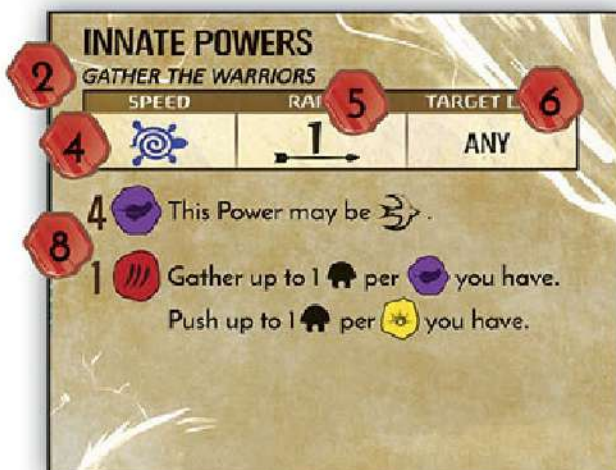 INNATE POWERS
2
GATHER THE WARRIORS
SPEED
5
6
TARGET
4
1
ANY
4 This Power may be .
8
1 Gather up to 1 per you have.
Push up to 1 per you have.